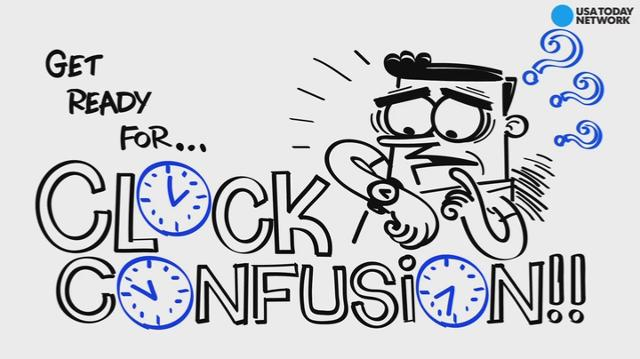 USA TODAY
NETWORK
GET
READY
FOR...
CLOCK
CONFUSION!!
???